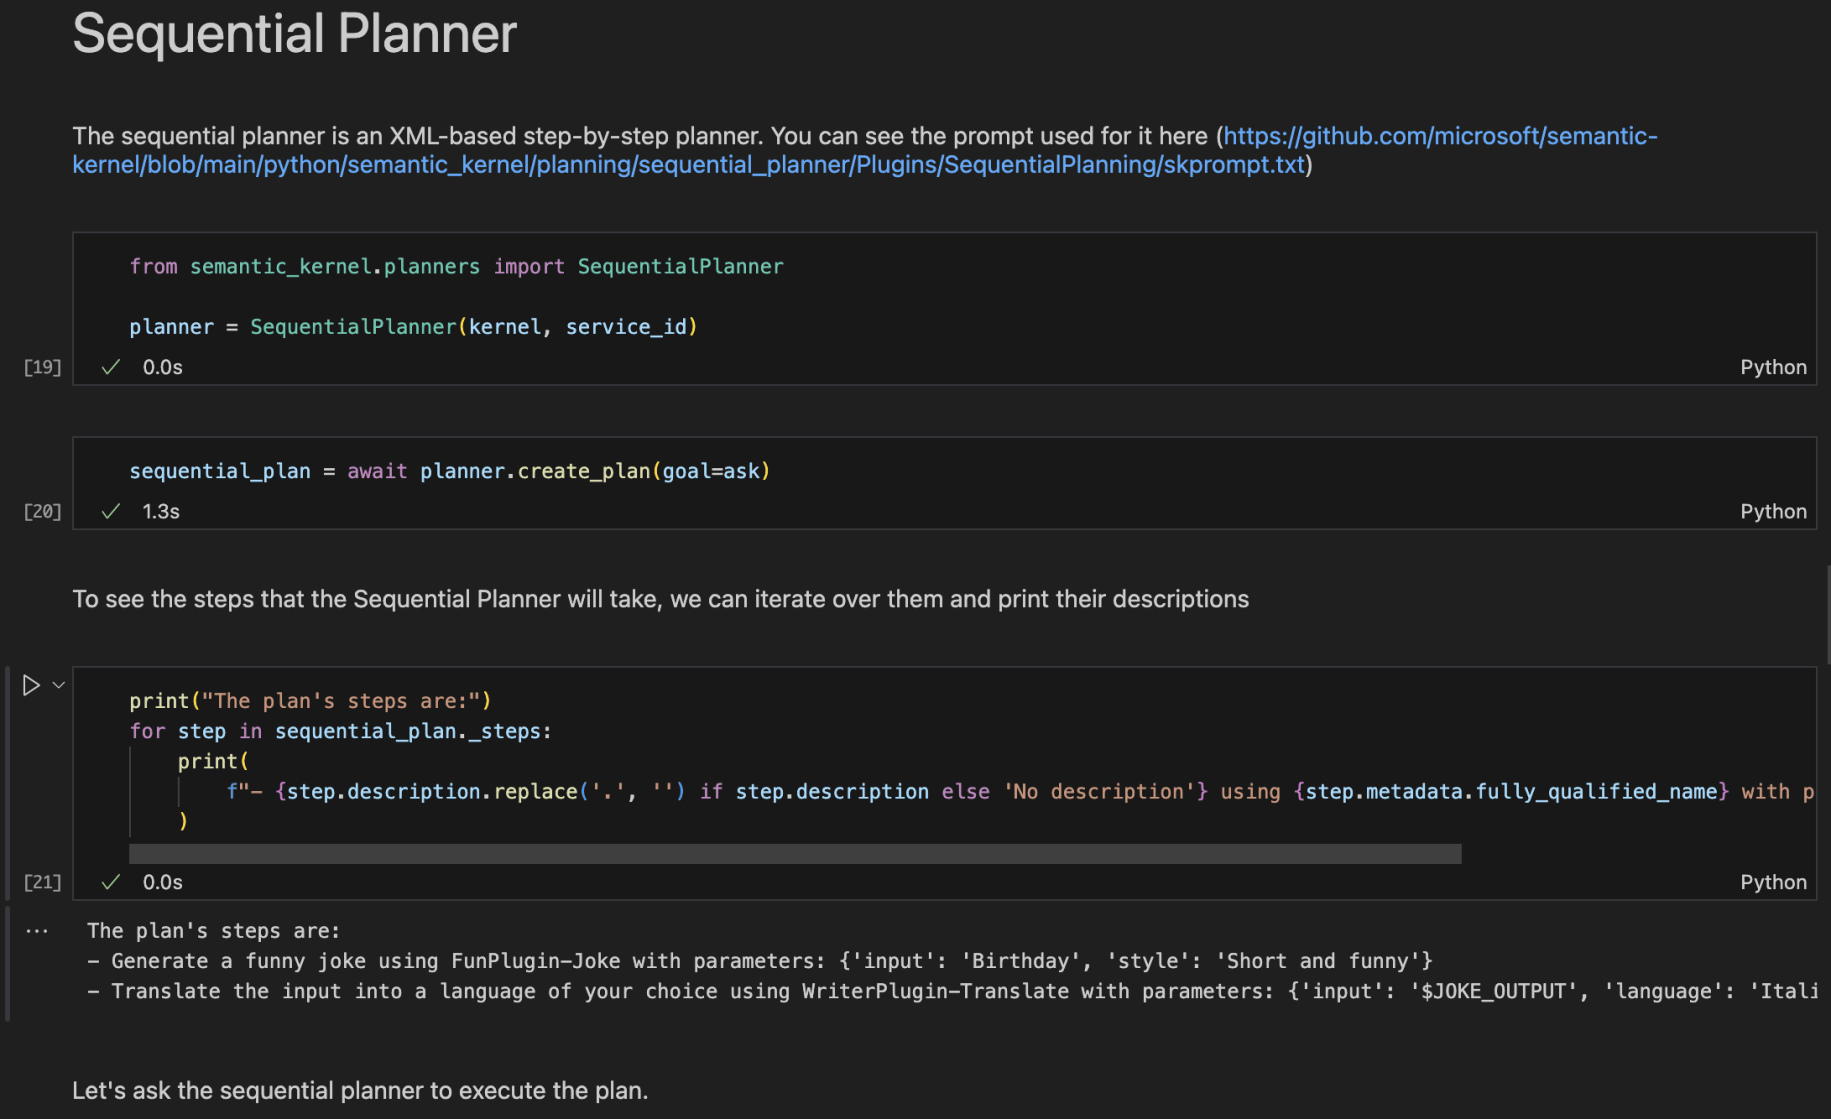 Sequential Planner
The sequential planner is an XML-based step-by-step planner. You can see the prompt used for it here (https://github.com/microsoft/semantic-
kernel/blob/main/python/semantic_kernel/planning/sequential_planner/Plugins/SequentialPlanning/skprompt.txt)
from semantic_kernel.planners import SequentialPlanner
planner = SequentialPlanner(kernel, service_id)
[19] ✓ 0.0s Python
sequential_plan = await planner.create_plan(goal=ask)
[20] ✓ 1.3s Python
To see the steps that the Sequential Planner will take, we can iterate over them and print their descriptions
print("The plan's steps are:")
for step in sequential_plan._steps:
    print(
        f"- {step.description.replace('.', '') if step.description else 'No description'} using {step.metadata.fully_qualified_name} with p
    )
[21] ✓ 0.0s Python
... The plan's steps are:
- Generate a funny joke using FunPlugin-Joke with parameters: {'input': 'Birthday', 'style': 'Short and funny'}
- Translate the input into a language of your choice using WriterPlugin-Translate with parameters: {'input': '$JOKE_OUTPUT', 'language': 'Itali
Let's ask the sequential planner to execute the plan.